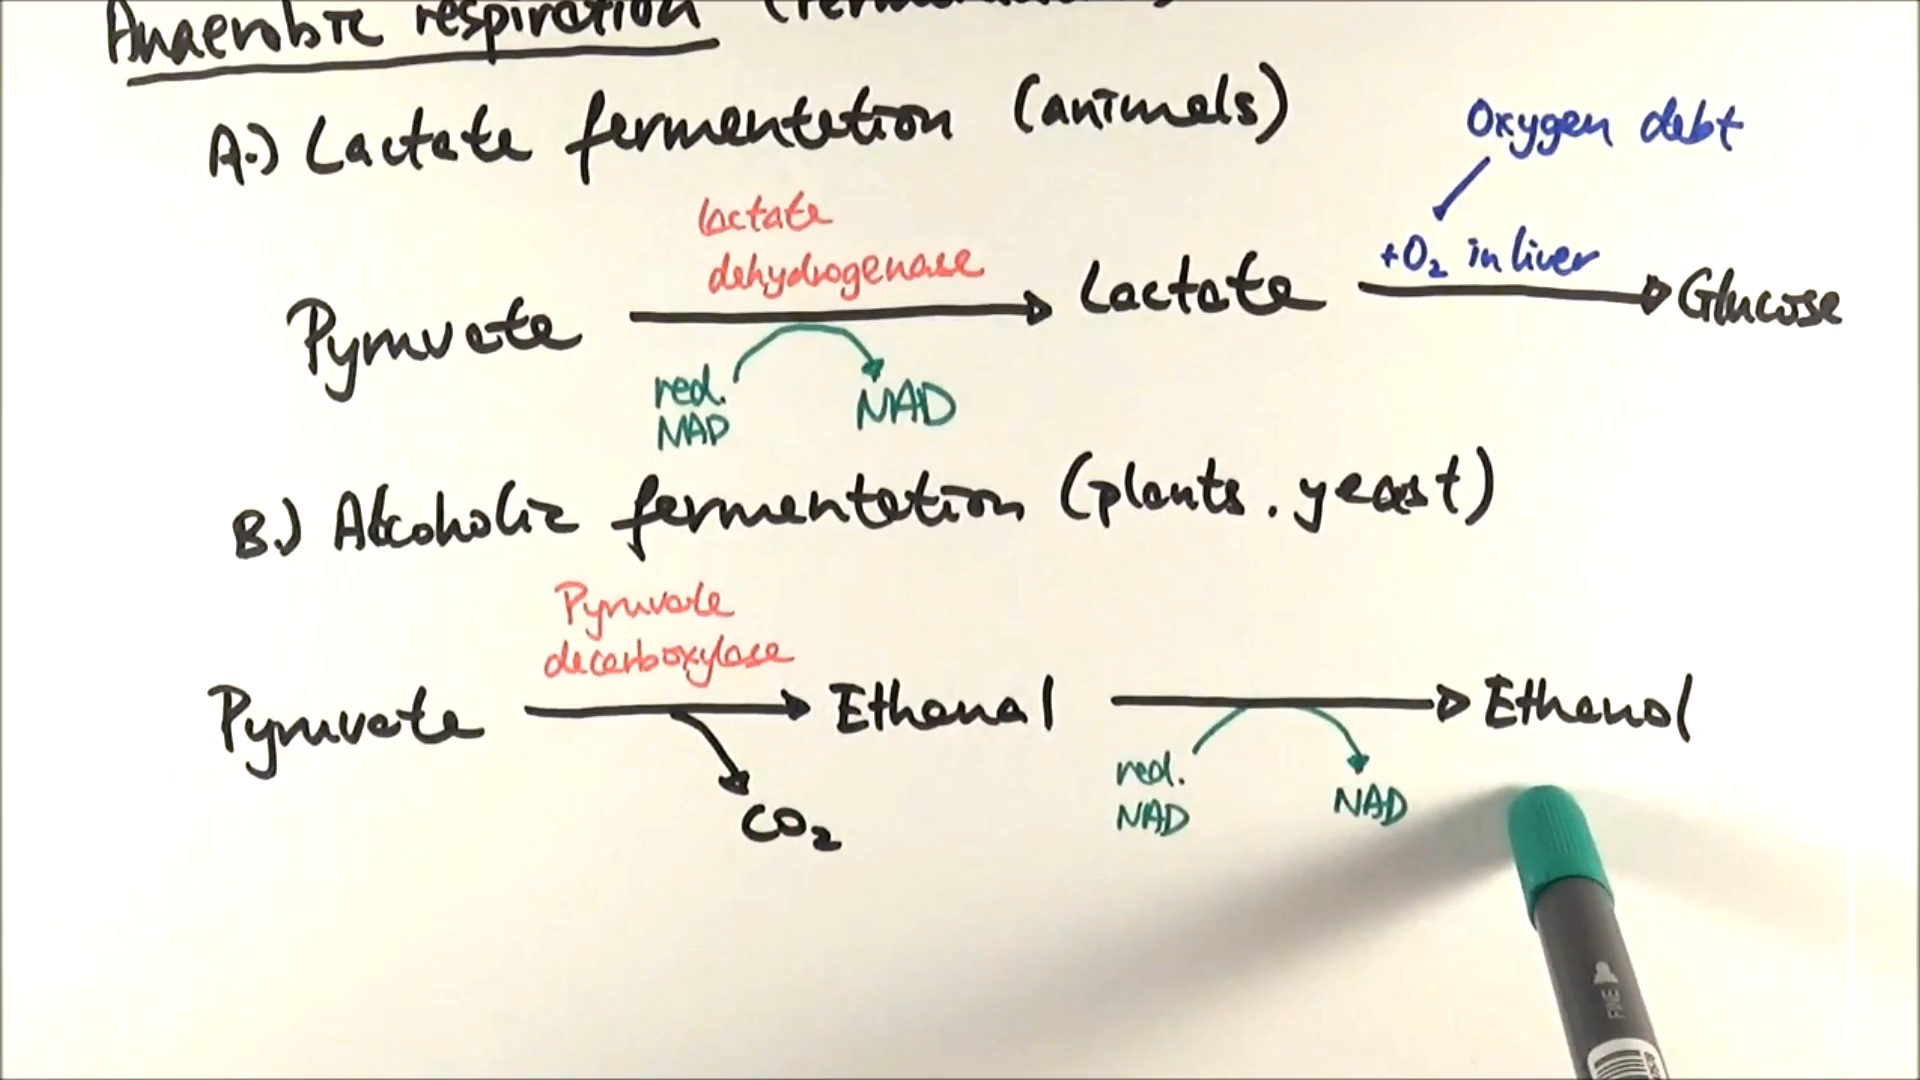 Anaerobic respiration
A.) Lactate fermentation (animals)
Oxygen debt
Lactate
dehydrogenase
+O₂ in liver
Pyruvate
Lactate
Glucose
red.
NAD
NAD
B.) Alcoholic fermentation (plants, yeast)
Pyruvate
decarboxylase
Pyruvate
Ethanal
Ethanol
CO₂
red.
NAD
NAD
FINE